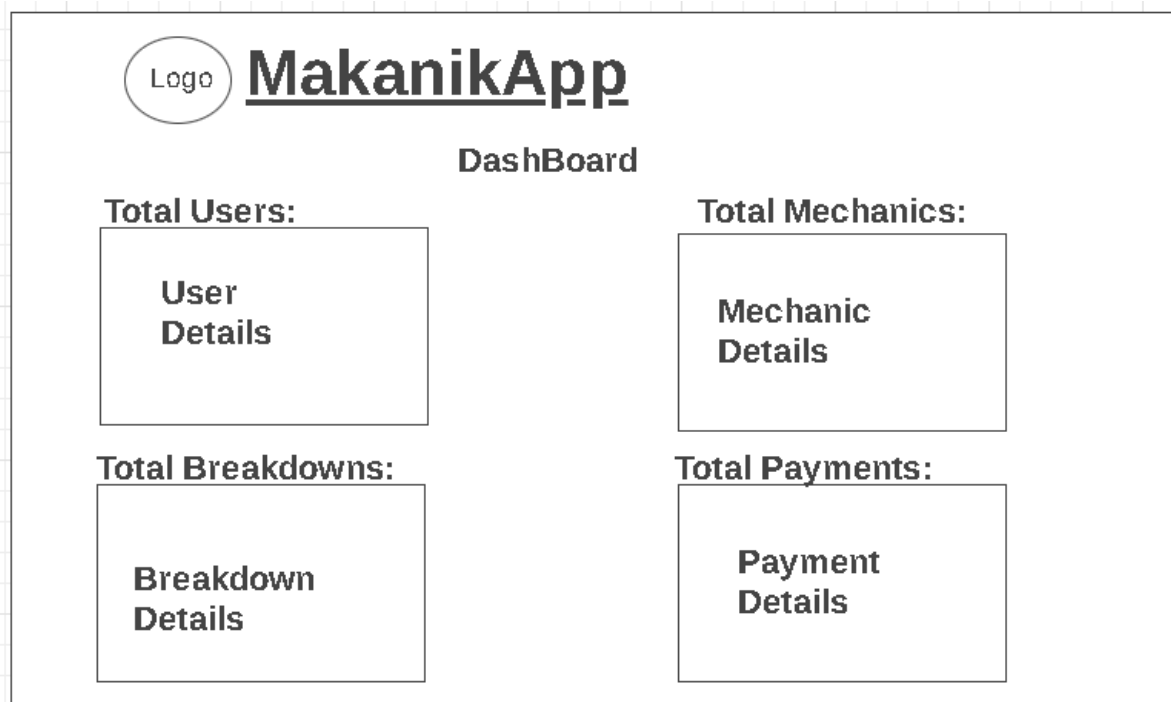 Logo
MakanikApp
DashBoard
Total Users:
User
Details
Total Mechanics:
Mechanic
Details
Total Breakdowns:
Breakdown
Details
Total Payments:
Payment
Details